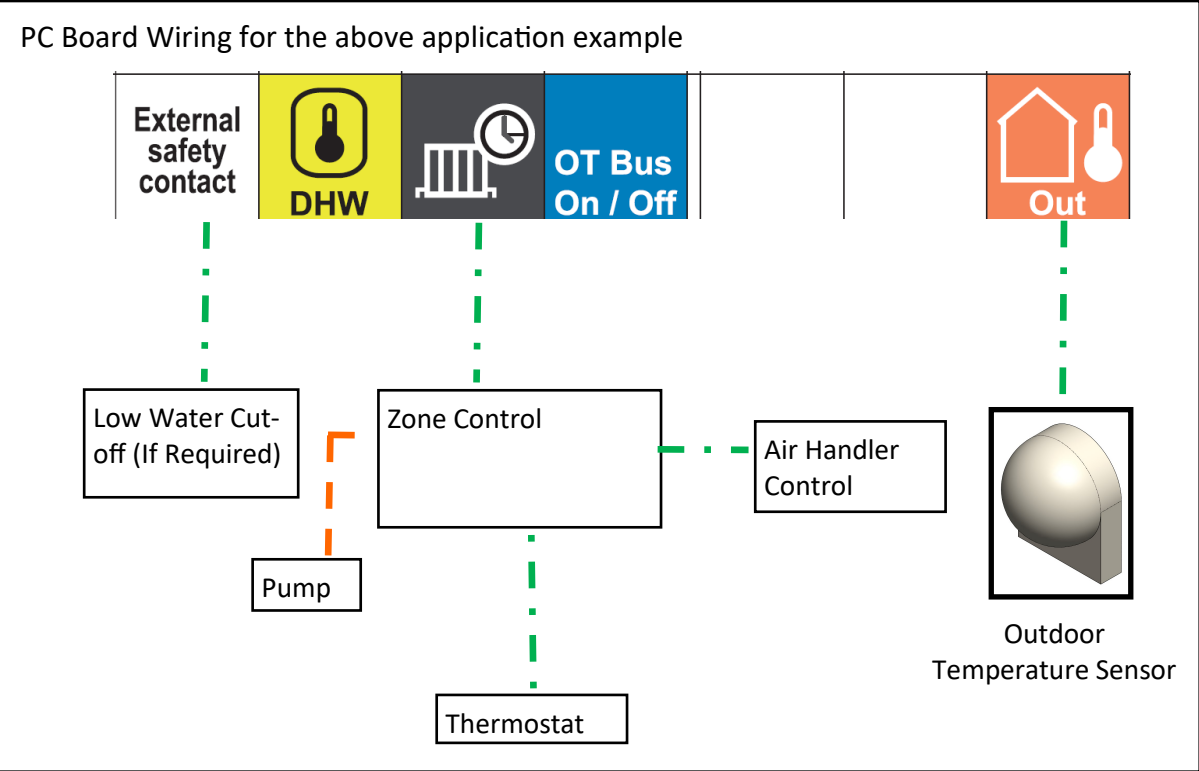 PC Board Wiring for the above application example
External
safety
contact
DHW
OT Bus
On / Off
Out
Low Water Cut-
off (If Required)
Zone Control
Air Handler
Control
Pump
Outdoor
Temperature Sensor
Thermostat